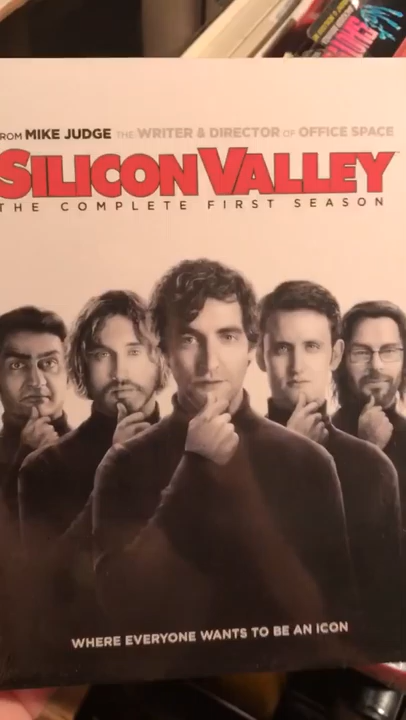 ROM MIKE JUDGE THE WRITER & DIRECTOR OF OFFICE SPACE
SILICON VALLEY
THE COMPLETE FIRST SEASON
WHERE EVERYONE WANTS TO BE AN ICON